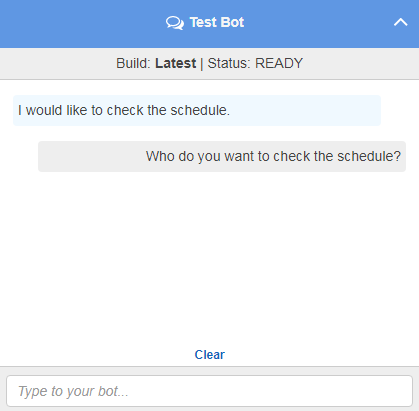 Test Bot
Build: Latest | Status: READY
I would like to check the schedule.
Who do you want to check the schedule?
Clear
Type to your bot...